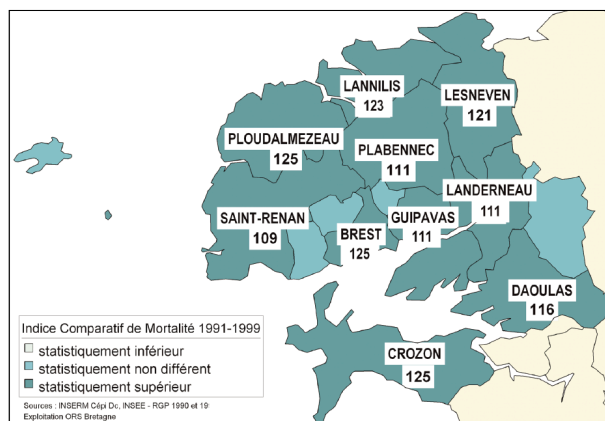 LANNILIS
123
LESNEVEN
121
PLOUDALMEZEAU
125
PLABENNEC
111
LANDERNEAU
111
SAINT-RENAN
109
BREST
125
GUIPAVAS
111
DAOULAS
116
CROZON
125
Indice Comparatif de Mortalité 1991-1999
statistiquement inférieur
statistiquement non différent
statistiquement supérieur
Sources : INSERM Cépi Dc, INSEE - RGP 1990 et 19
Exploitation ORS Bretagne